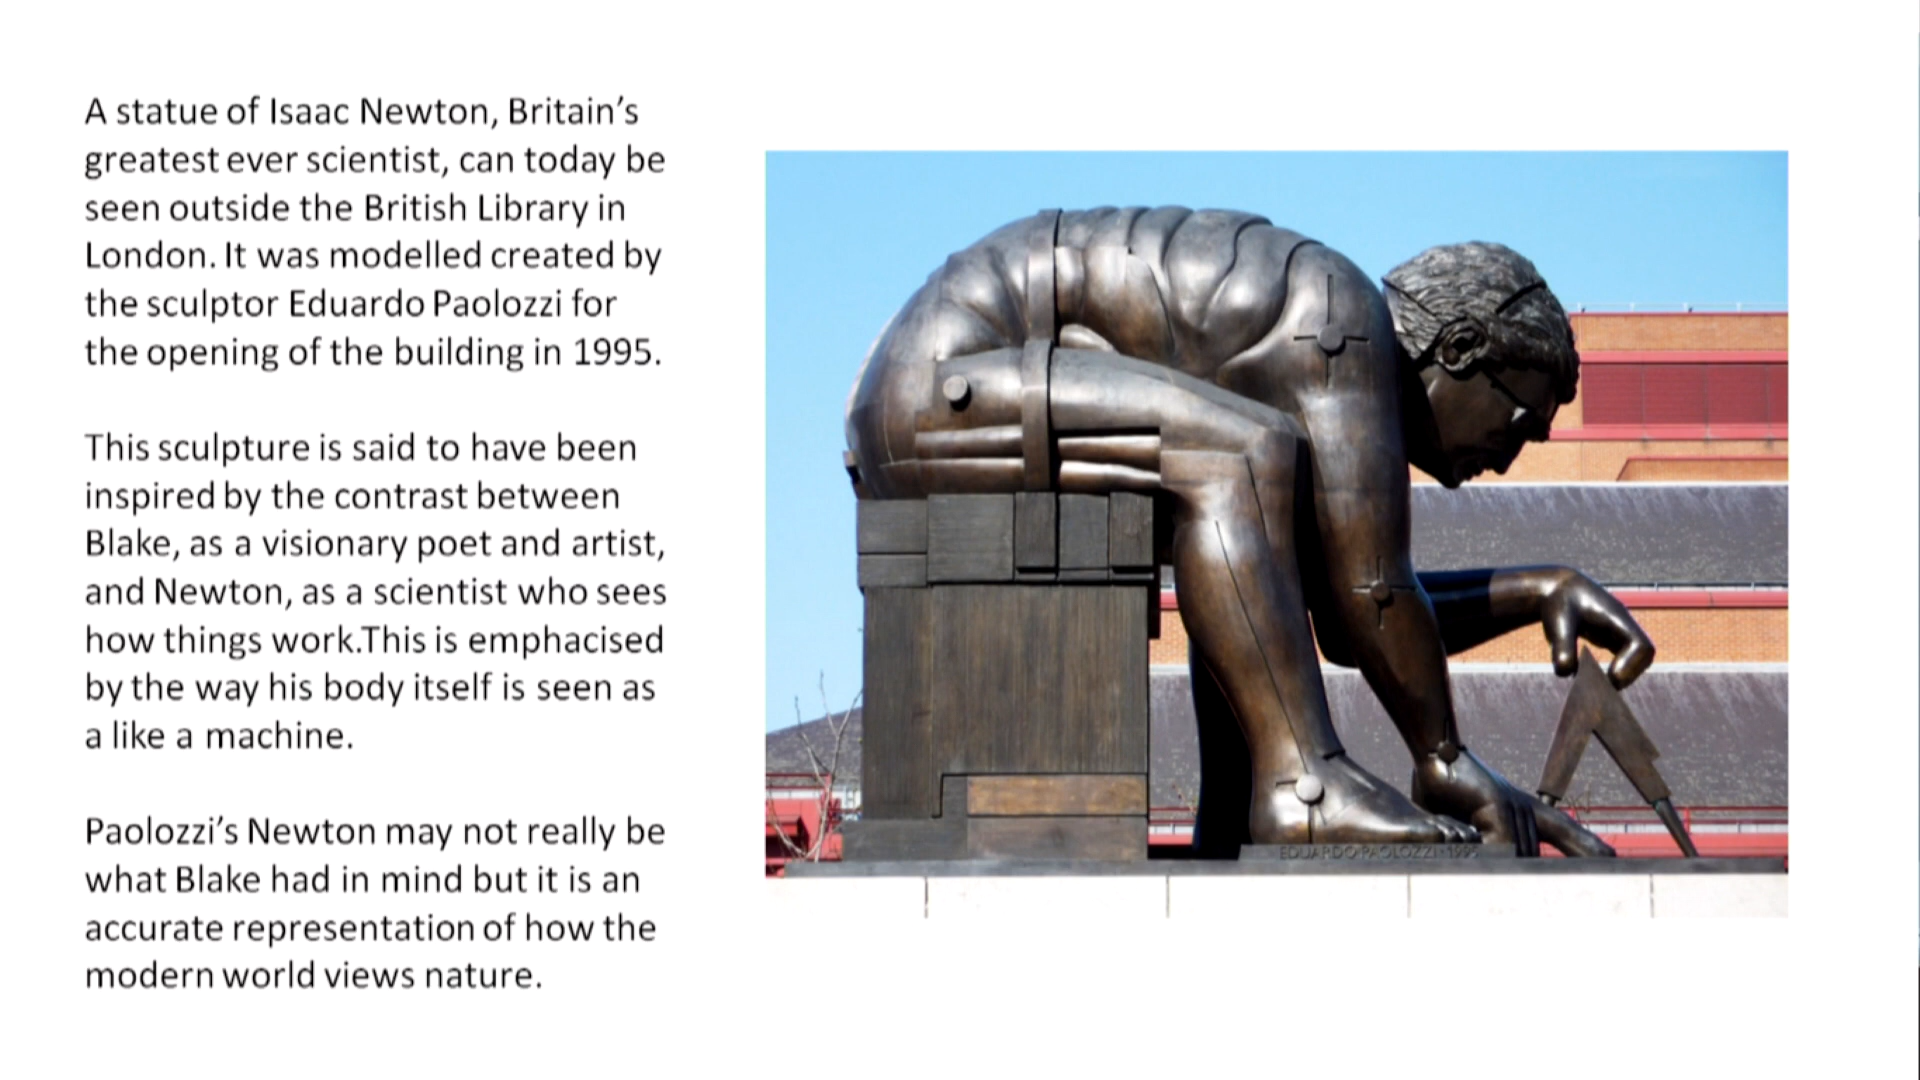 A statue of Isaac Newton, Britain's
greatest ever scientist, can today be
seen outside the British Library in
London. It was modelled created by
the sculptor Eduardo Paolozzi for
the opening of the building in 1995.
This sculpture is said to have been
inspired by the contrast between
Blake, as a visionary poet and artist,
and Newton, as a scientist who sees
how things work.This is emphacised
by the way his body itself is seen as
a like a machine.
Paolozzi's Newton may not really be
what Blake had in mind but it is an
accurate representation of how the
modern world views nature.
EDUARDO PAOLOZZI · 1995